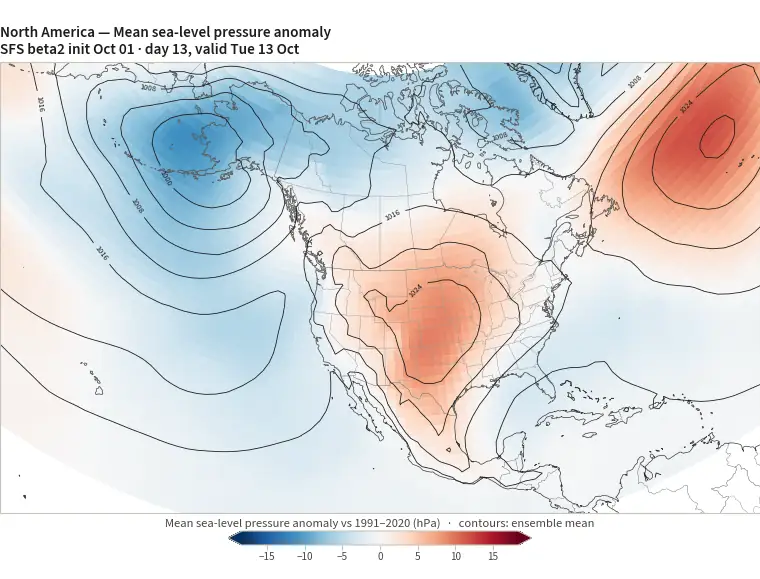 North America — Mean sea-level pressure anomaly
SFS beta2 init Oct 01 · day 13, valid Tue 13 Oct
1008
1008
1016
1024
1008
1000
1008
1016
1016
1024
Mean sea-level pressure anomaly vs 1991–2020 (hPa) · contours: ensemble mean
−15 −10 −5 0 5 10 15